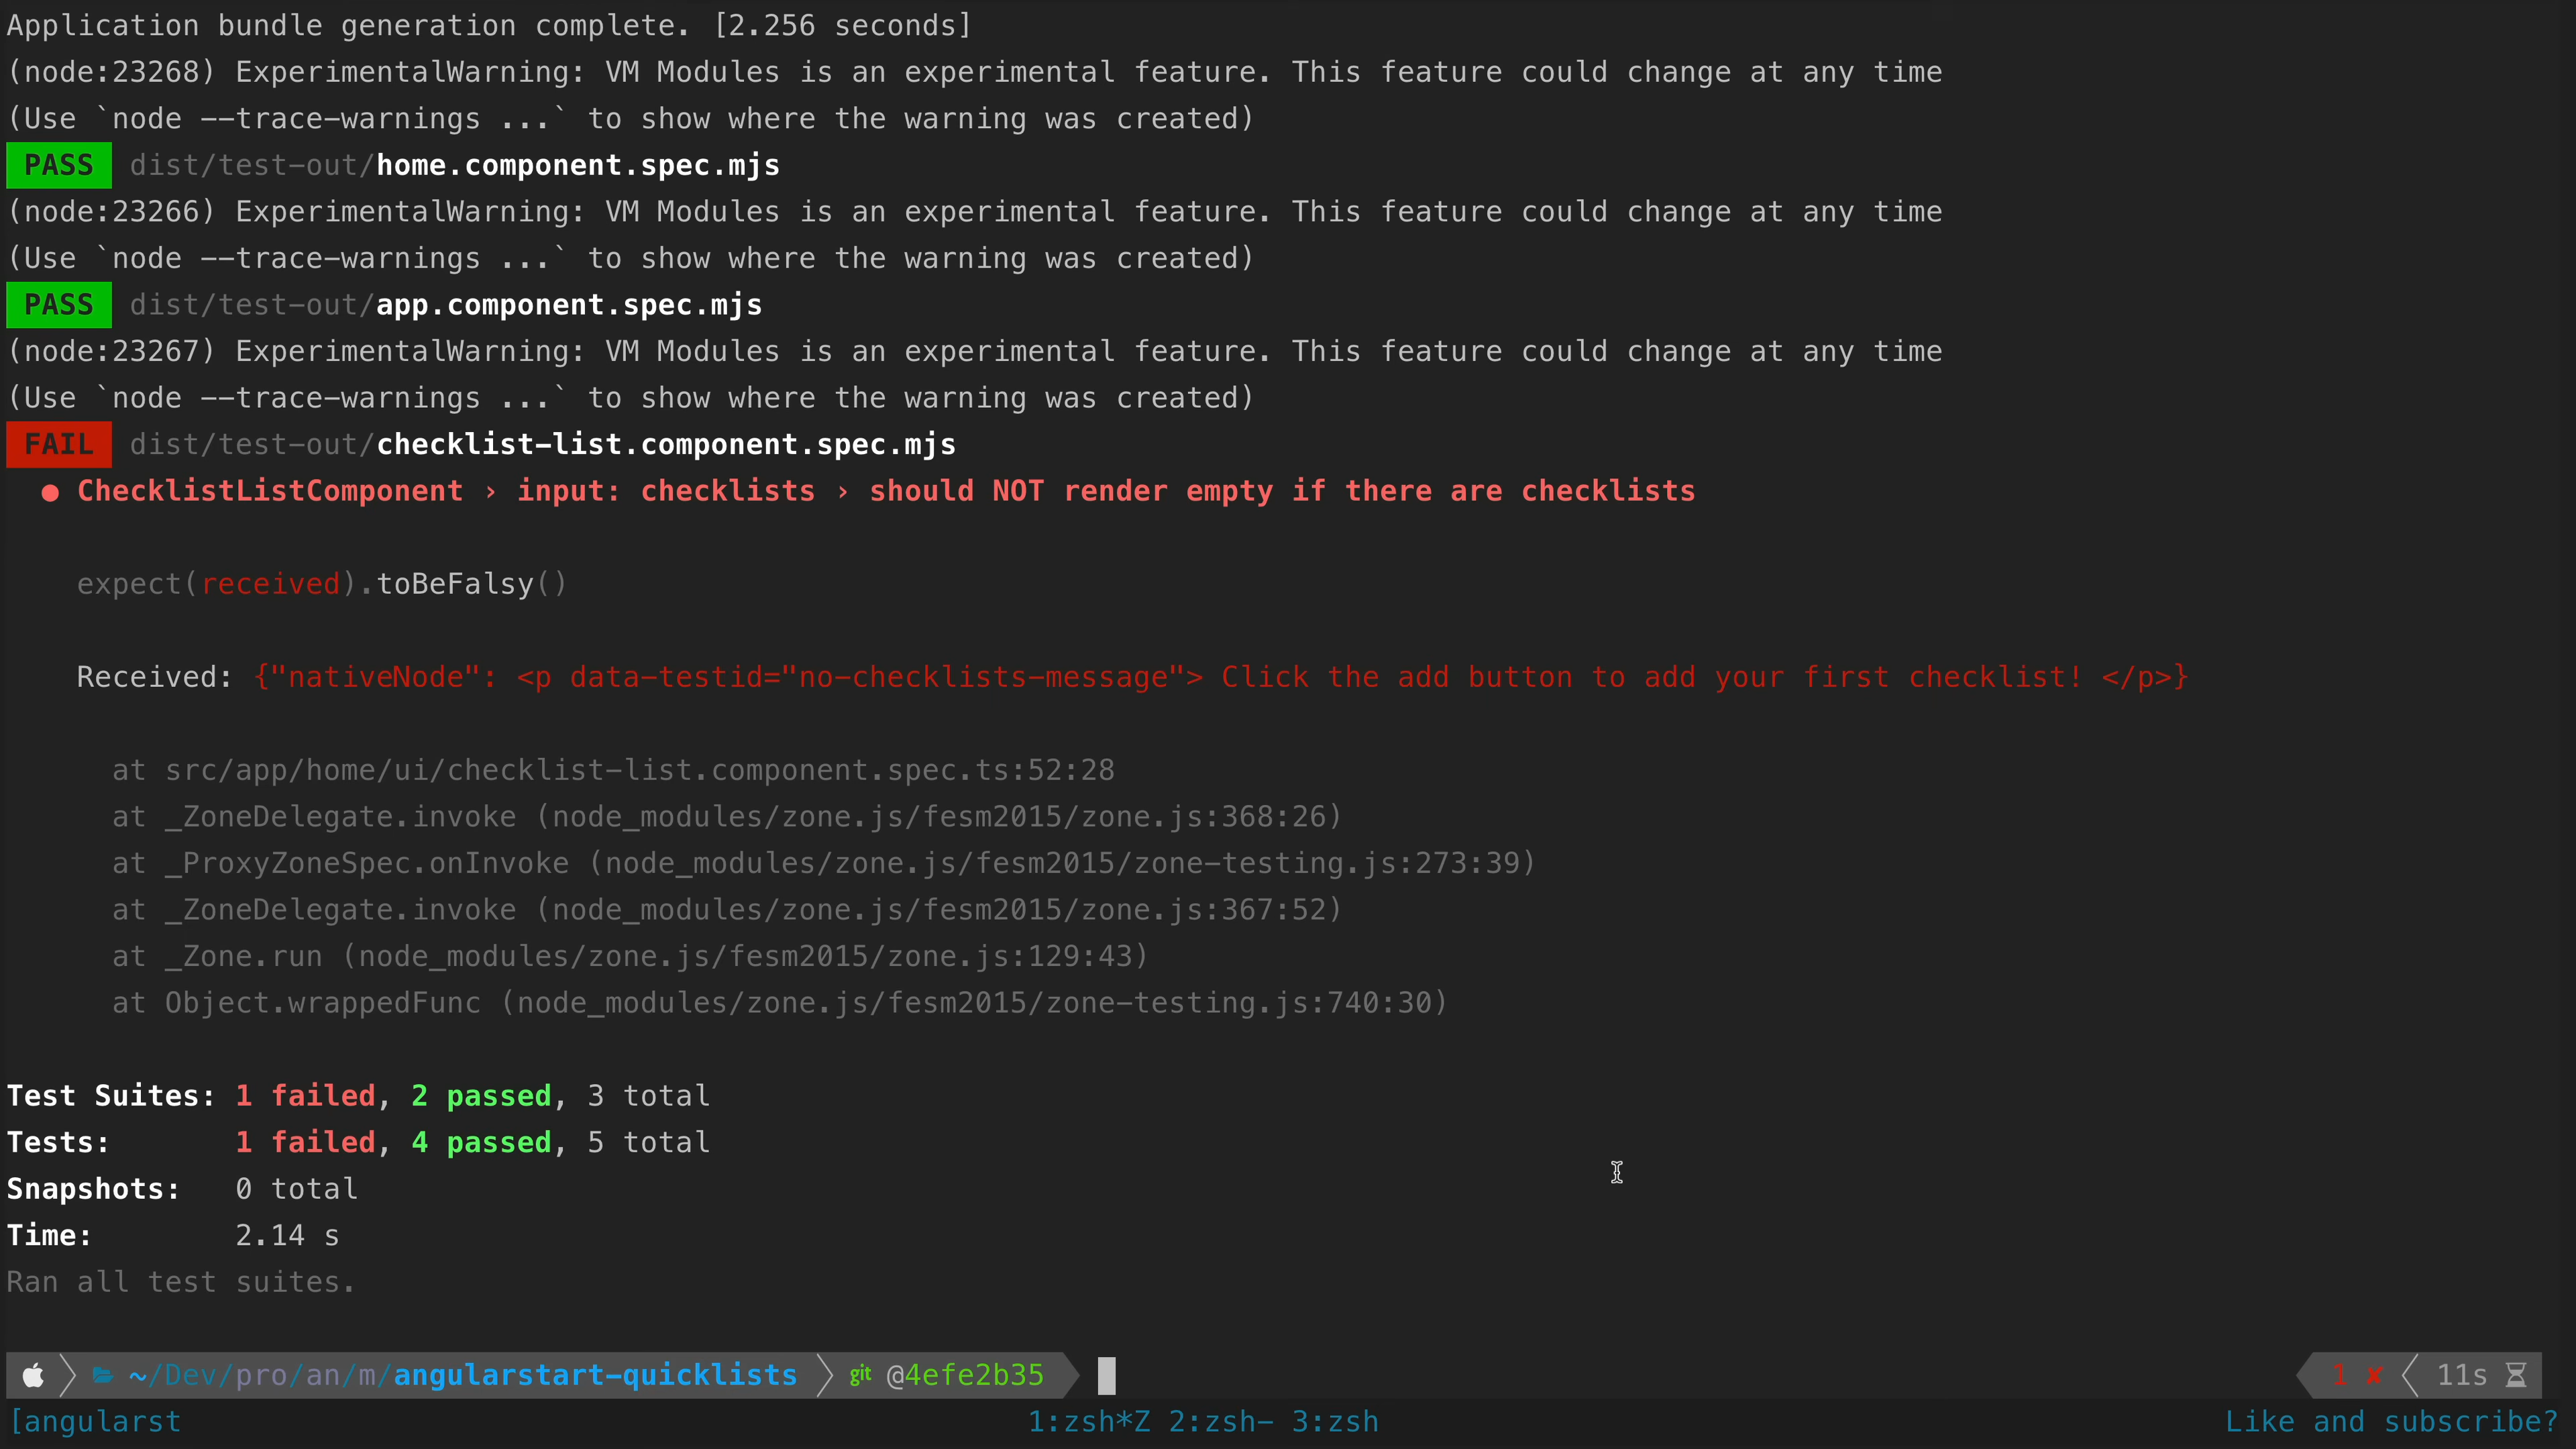 Application bundle generation complete. [2.256 seconds]
(node:23268) ExperimentalWarning: VM Modules is an experimental feature. This feature could change at any time
(Use `node --trace-warnings ...` to show where the warning was created)
PASS dist/test-out/home.component.spec.mjs
(node:23266) ExperimentalWarning: VM Modules is an experimental feature. This feature could change at any time
(Use `node --trace-warnings ...` to show where the warning was created)
PASS dist/test-out/app.component.spec.mjs
(node:23267) ExperimentalWarning: VM Modules is an experimental feature. This feature could change at any time
(Use `node --trace-warnings ...` to show where the warning was created)
FAIL dist/test-out/checklist-list.component.spec.mjs
● ChecklistListComponent › input: checklists › should NOT render empty if there are checklists
expect(received).toBeFalsy()
Received: {"nativeNode": <p data-testid="no-checklists-message"> Click the add button to add your first checklist! </p>}
at src/app/home/ui/checklist-list.component.spec.ts:52:28
at _ZoneDelegate.invoke (node_modules/zone.js/fesm2015/zone.js:368:26)
at _ProxyZoneSpec.onInvoke (node_modules/zone.js/fesm2015/zone-testing.js:273:39)
at _ZoneDelegate.invoke (node_modules/zone.js/fesm2015/zone.js:367:52)
at _Zone.run (node_modules/zone.js/fesm2015/zone.js:129:43)
at Object.wrappedFunc (node_modules/zone.js/fesm2015/zone-testing.js:740:30)
Test Suites: 1 failed, 2 passed, 3 total
Tests: 1 failed, 4 passed, 5 total
Snapshots: 0 total
Time: 2.14 s
Ran all test suites.
~/Dev/pro/an/m/angularstart-quicklists git @4efe2b35 1 ✘ 11s
[angularst 1:zsh*Z 2:zsh- 3:zsh Like and subscribe?